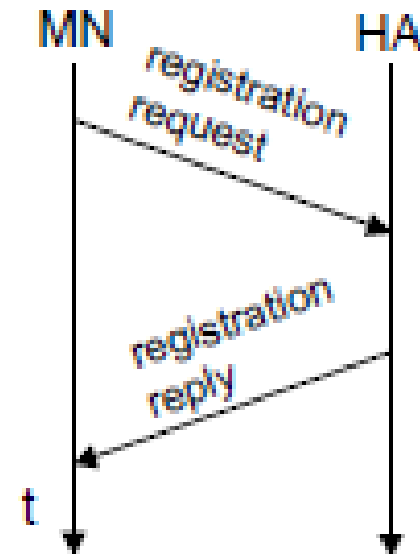 MN HA
registration
request
registration
reply
t